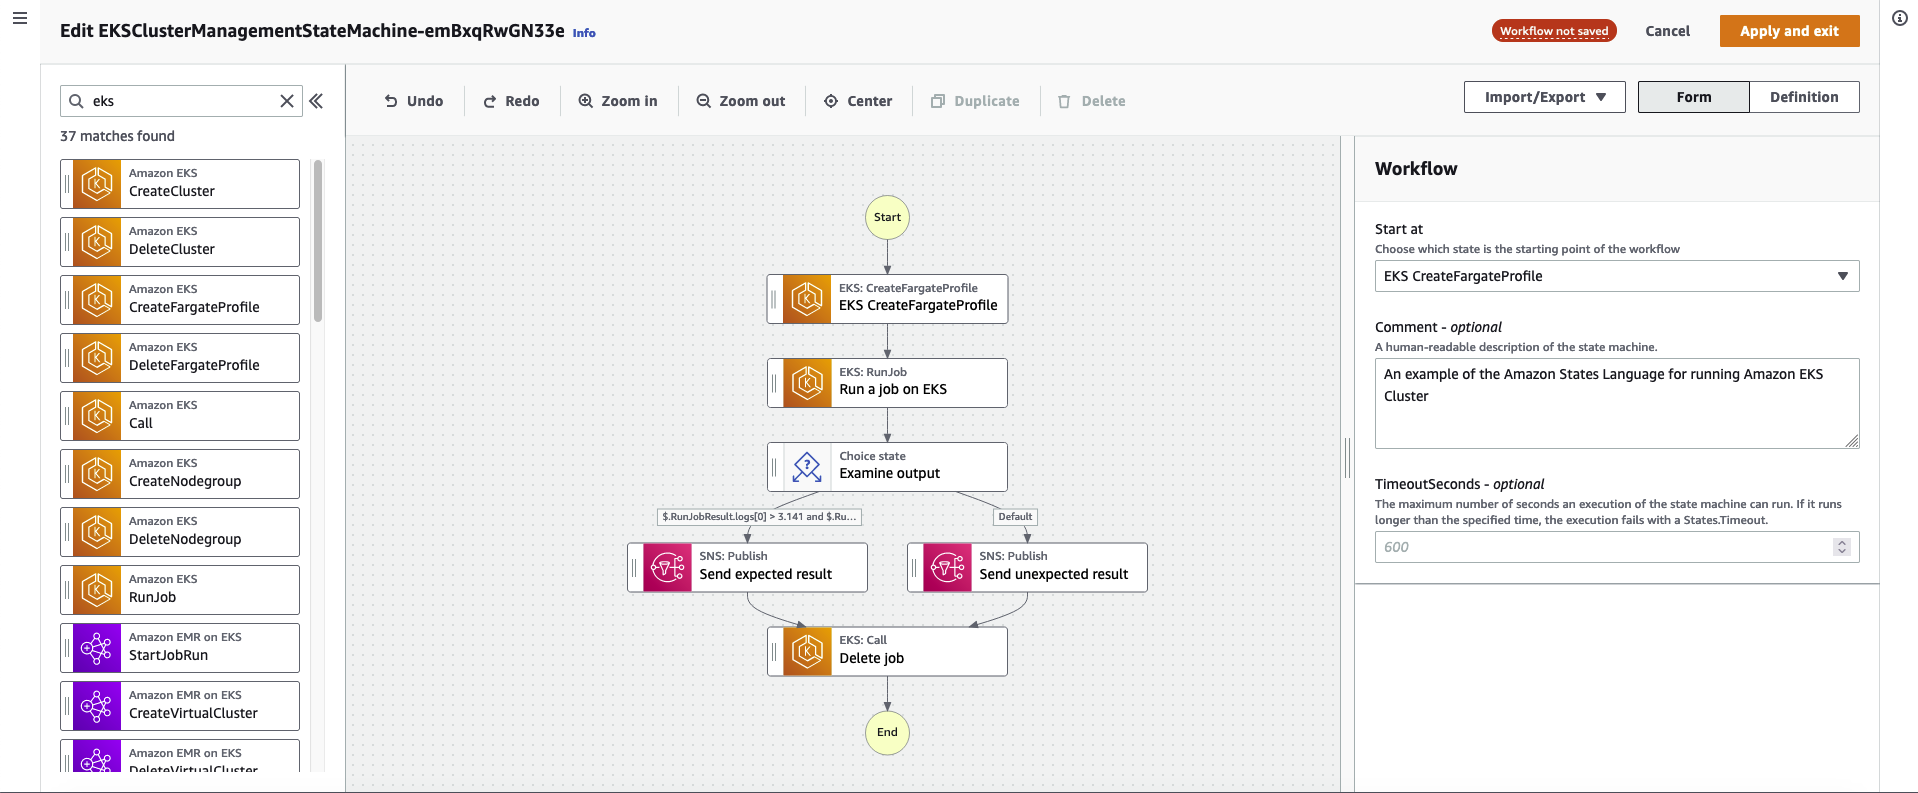 Edit EKSClusterManagementStateMachine-emBxqRwGN33e Info
Workflow not saved
Cancel
Apply and exit
eks
37 matches found
Amazon EKS
CreateCluster
Amazon EKS
DeleteCluster
Amazon EKS
CreateFargateProfile
Amazon EKS
DeleteFargateProfile
Amazon EKS
Call
Amazon EKS
CreateNodegroup
Amazon EKS
DeleteNodegroup
Amazon EKS
RunJob
Amazon EMR on EKS
StartJobRun
Amazon EMR on EKS
CreateVirtualCluster
Amazon EMR on EKS
DeleteVirtualCluster
Undo
Redo
Zoom in
Zoom out
Center
Duplicate
Delete
Import/Export
Form
Definition
Start
EKS: CreateFargateProfile
EKS CreateFargateProfile
EKS: RunJob
Run a job on EKS
Choice state
Examine output
$.RunJobResult.logs[0] > 3.141 and $.Ru...
Default
SNS: Publish
Send expected result
SNS: Publish
Send unexpected result
EKS: Call
Delete job
End
Workflow
Start at
Choose which state is the starting point of the workflow
EKS CreateFargateProfile
Comment - optional
A human-readable description of the state machine.
An example of the Amazon States Language for running Amazon EKS
Cluster
TimeoutSeconds - optional
The maximum number of seconds an execution of the state machine can run. If it runs
longer than the specified time, the execution fails with a States.Timeout.
600